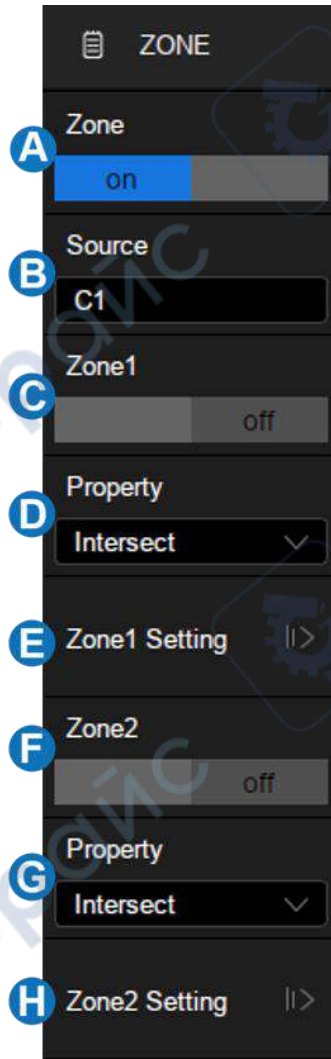 ZONE
A
Zone
on
B
Source
C1
C
Zone1
off
D
Property
Intersect
E
Zone1 Setting
F
Zone2
off
G
Property
Intersect
H
Zone2 Setting